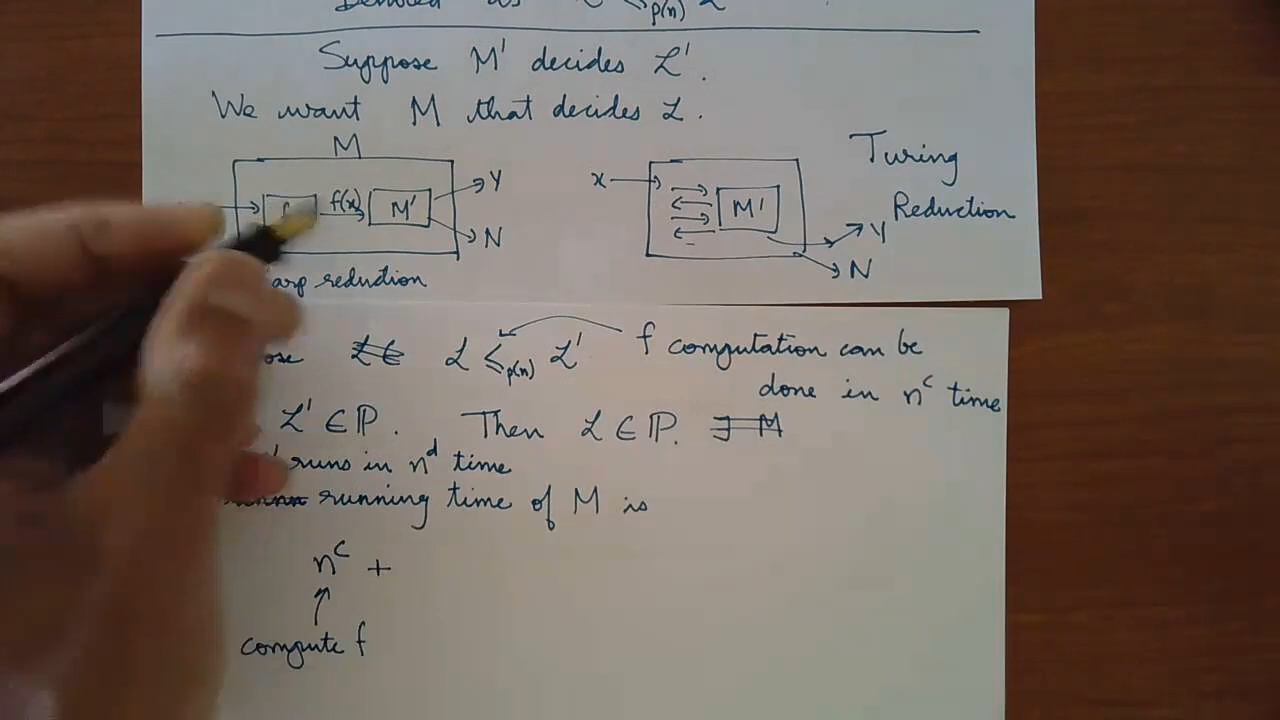 p(n)
Suppose M' decides L'.
We want M that decides L.
M
f(x) M' Y
N
reduction
x M' Y
N
Turing
Reduction
L ≤p(n) L' f computation can be
done in n^c time
L' ∈ P. Then L ∈ P.
runs in n^d time
running time of M is
n^c +
compute f